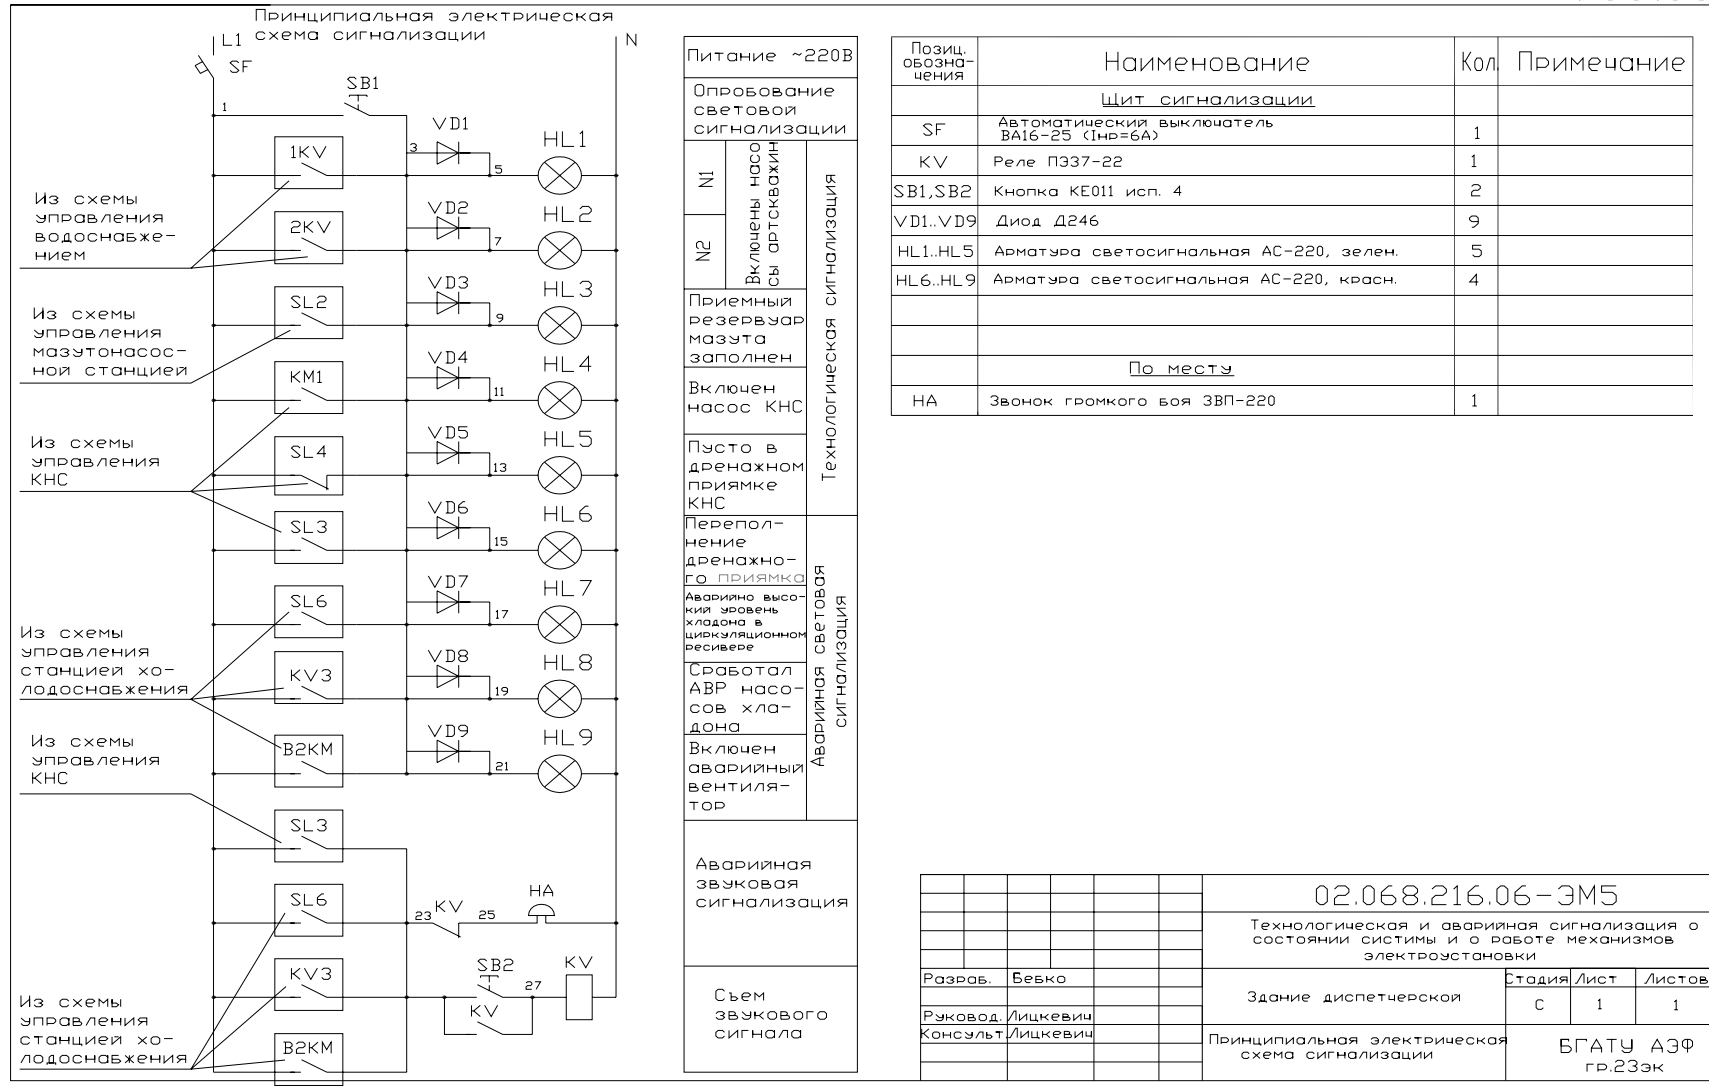 Принципиальная электрическая
схема сигнализации
L1
N
SF
1
SB1
VD1
HL1
1KV
3
5
Из схемы
управления
водоснабже-
нием
2KV
VD2
HL2
7
SL2
VD3
HL3
9
Из схемы
управления
мазутонасос-
ной станцией
KM1
VD4
HL4
11
Из схемы
управления
КНС
SL4
VD5
HL5
13
SL3
VD6
HL6
15
SL6
VD7
HL7
17
Из схемы
управления
станцией хо-
лодоснабжения
KV3
VD8
HL8
19
Из схемы
управления
КНС
B2KM
VD9
HL9
21
SL3
SL6
23
KV
25
HA
KV3
SB2
27
KV
KV
Из схемы
управления
станцией хо-
лодоснабжения
B2KM
Питание ~220В
Опробование
световой
сигнализации
N1
N2
Включены насо
сы артскважин
Приемный
резервуар
мазута
заполнен
Включен
насос КНС
Пусто в
дренажном
приямке
КНС
Технологическая сигнализация
Перепол-
нение
дренажно-
го приямка
Аварийно высо-
кий уровень
хладона в
циркуляционном
ресивере
Сработал
АВР насо-
сов хла-
дона
Включен
аварийный
вентиля-
тор
Аварийная световая
сигнализация
Аварийная
звуковая
сигнализация
Съем
звукового
сигнала
Позиц.
обозна-
чения
Наименование
Кол.
Примечание
Щит сигнализации
SF
Автоматический выключатель
ВА16-25 (Iнр=6А)
1
KV Реле ПЭ37-22 1
SB1,SB2 Кнопка КЕ011 исп. 4 2
VD1..VD9 Диод Д246 9
HL1..HL5 Арматура светосигнальная АС-220, зелен. 5
HL6..HL9 Арматура светосигнальная АС-220, красн. 4
По месту
HA Звонок громкого боя ЗВП-220 1
02.068.216.06-ЭМ5
Технологическая и аварийная сигнализация о
состоянии системы и о работе механизмов
электроустановки
Разраб. Бебко
Руковод. Лицкевич
Консульт Лицкевич
Здание диспетчерской
Стадия Лист Листов
С 1 1
Принципиальная электрическая
схема сигнализации
БГАТУ АЭФ
гр.23эк